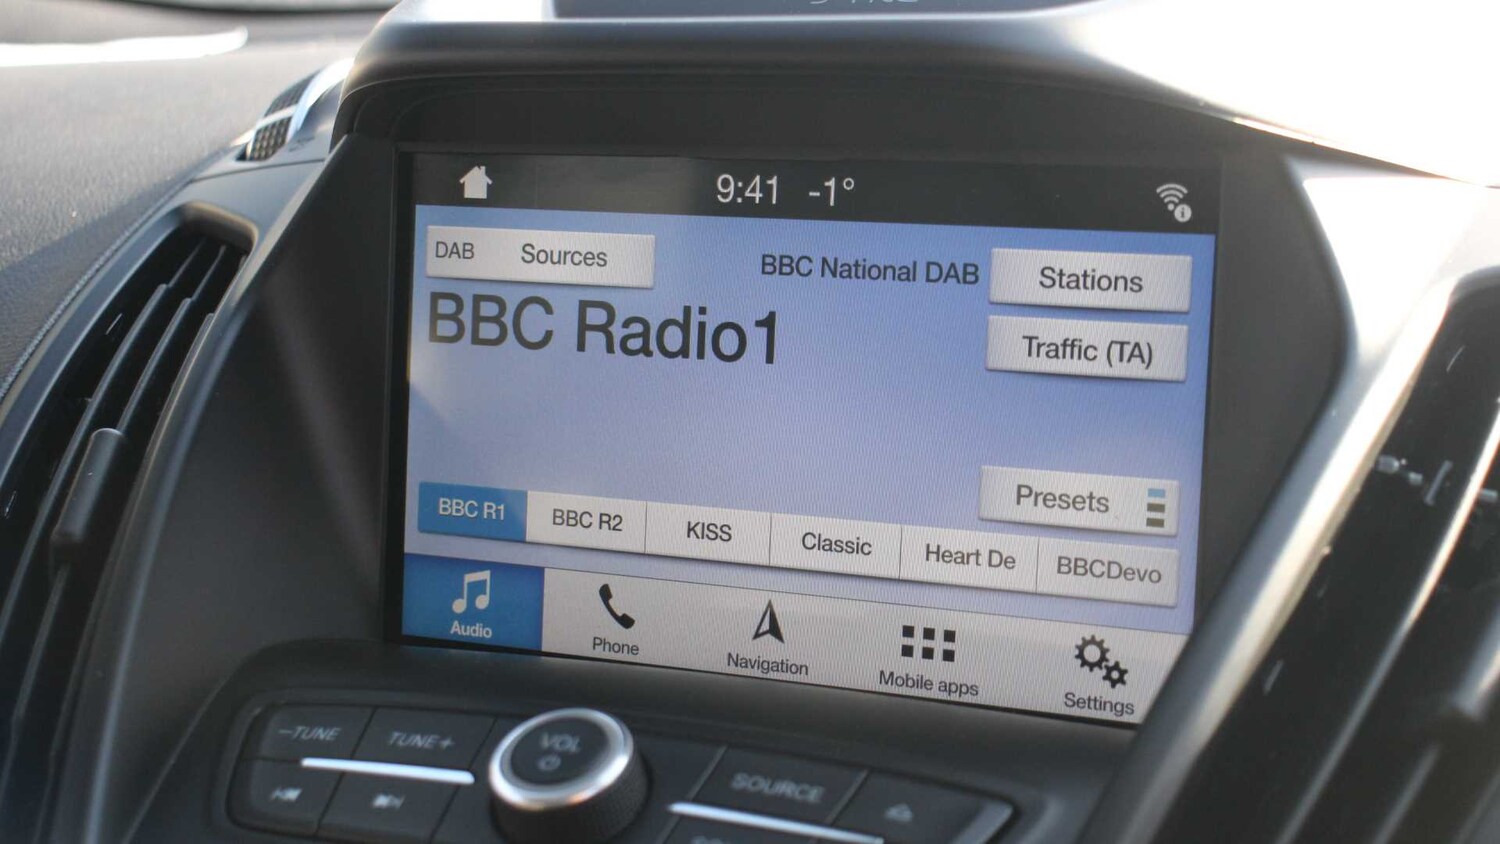 9:41 -1°
DAB Sources
BBC National DAB
Stations
BBC Radio1
Traffic (TA)
Presets
BBC R1
BBC R2
KISS
Classic
Heart De
BBCDevo
Audio
Phone
Navigation
Mobile apps
Settings
-TUNE
TUNE+
VOL
SOURCE